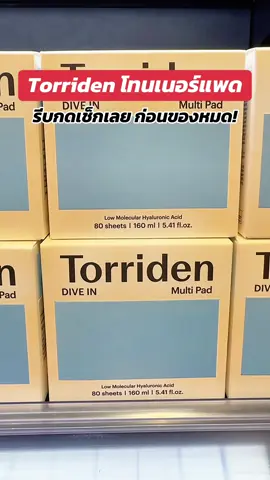 Torriden โทนเนอร์แพด
รีบกดเช็กเลย ก่อนของหมด!
DIVE IN Multi Pad
Low Molecular Hyaluronic Acid
80 sheets | 160 ml | 5.41 fl.oz.
Torriden
DIVE IN Multi Pad
Low Molecular Hyaluronic Acid
80 sheets | 160 ml | 5.41 fl.oz.